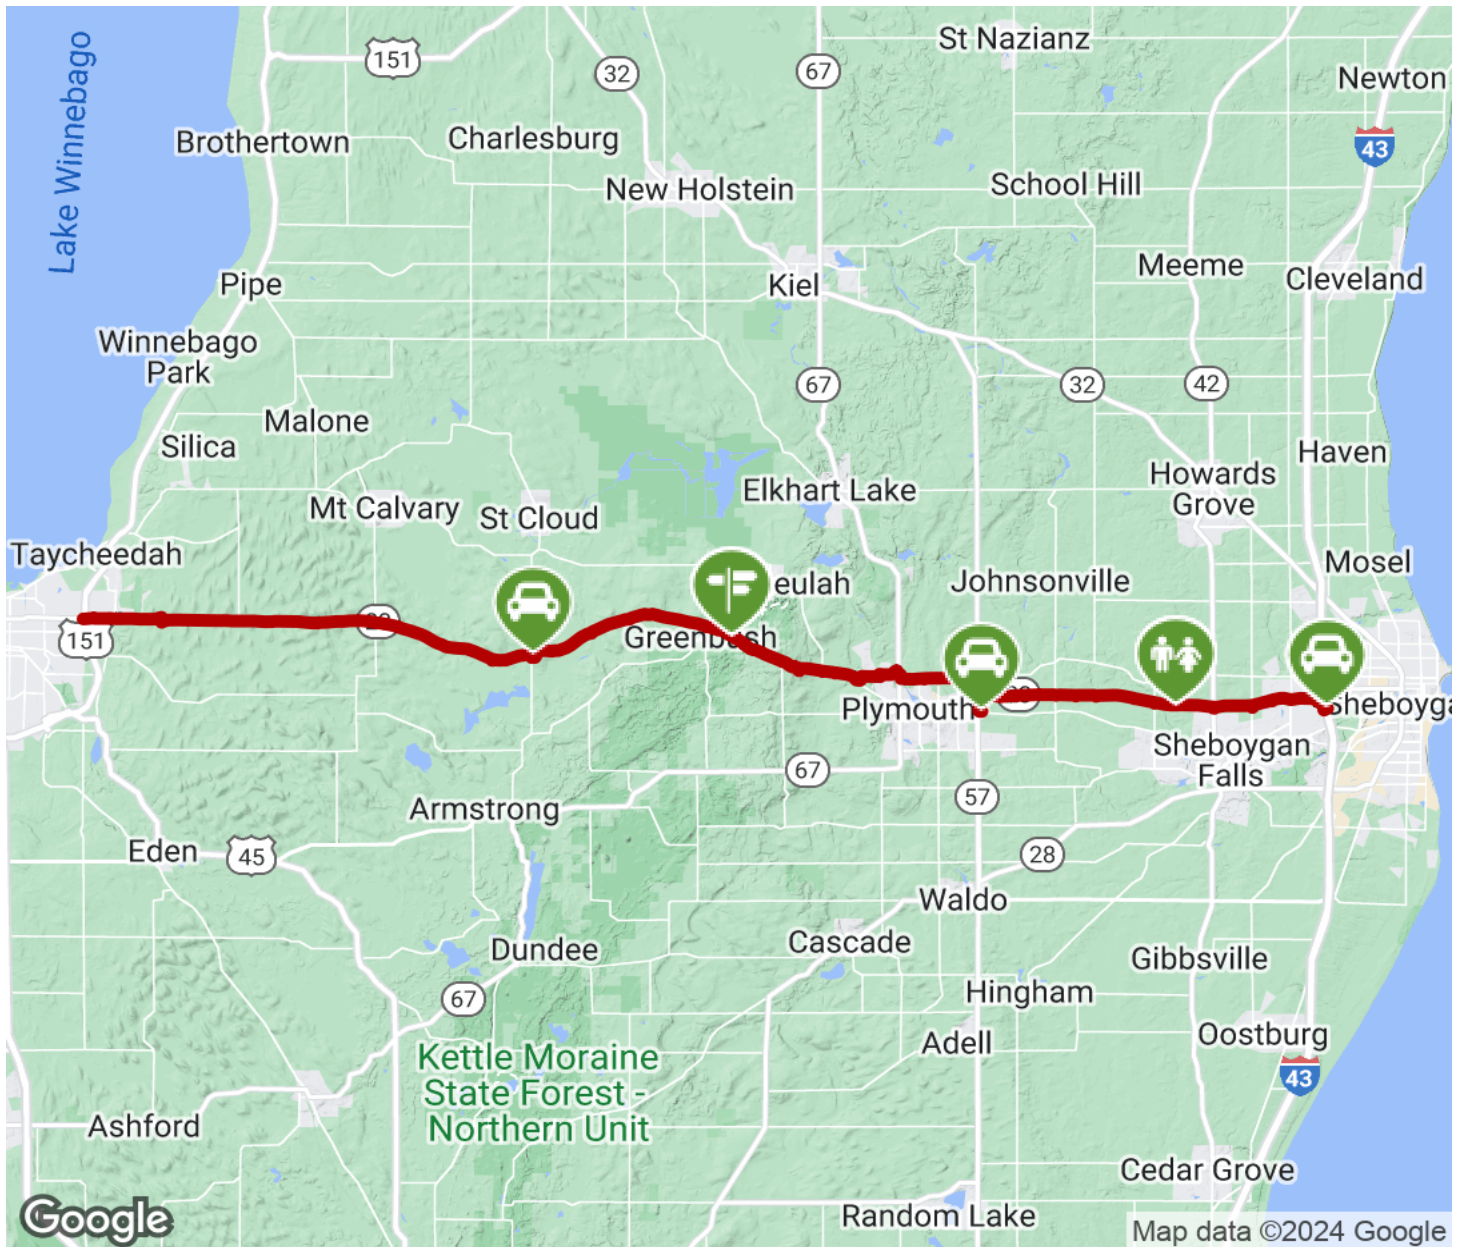 St Nazianz
151
32
67
Newton
Lake Winnebago
Brothertown
Charlesburg
43
New Holstein
School Hill
Pipe
Kiel
Meeme
Cleveland
Winnebago
Park
67
32
42
Malone
Silica
Haven
Mt Calvary
St Cloud
Elkhart Lake
Howards
Grove
Taycheedah
eulah
Johnsonville
Mosel
151
Greenbush
Plymouth
Sheboyga
Sheboygan
Falls
67
57
Armstrong
Eden
45
28
Waldo
Dundee
Cascade
Gibbsville
67
Hingham
Adell
Oostburg
Kettle Moraine
State Forest -
Northern Unit
43
Ashford
Cedar Grove
Random Lake
Google
Map data ©2024 Google